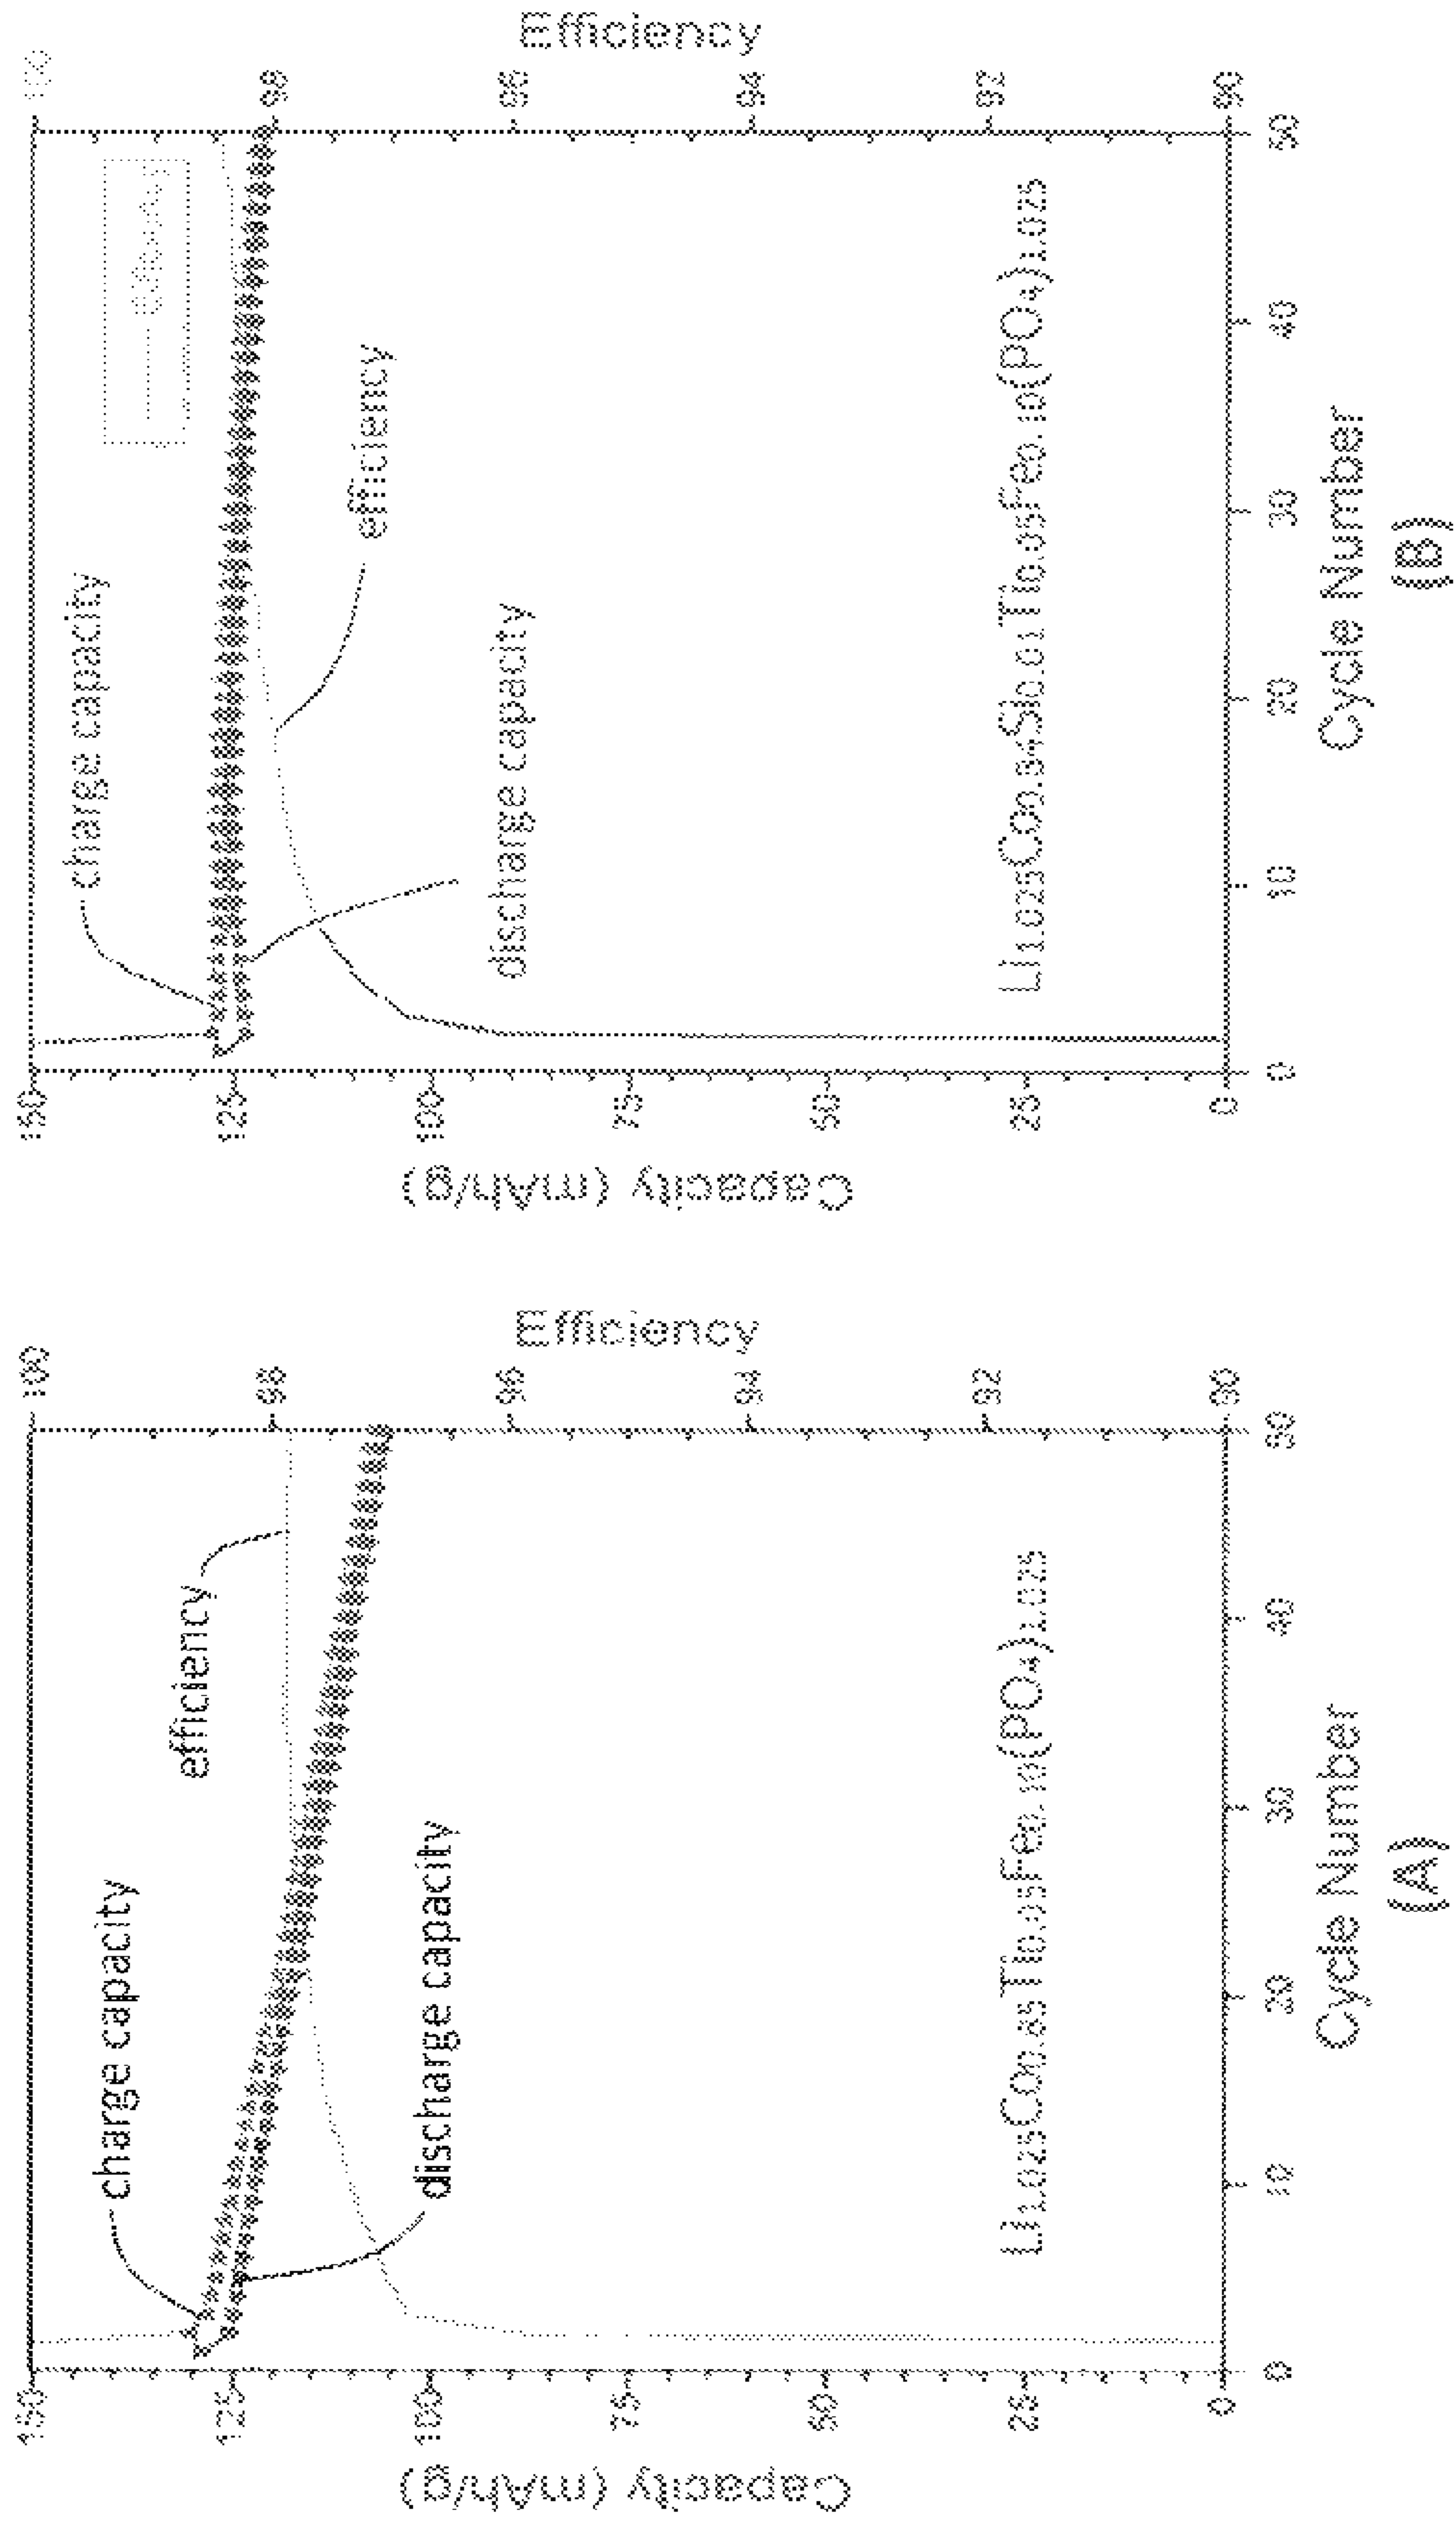 Capacity (mAh/g)
150
125
100
75
50
25
0
charge capacity
discharge capacity
efficiency
Li1.025Co0.85Ti0.05Fe0.10(PO4)1.025
100
98
96
94
92
90
Efficiency
0
10
20
30
40
50
Cycle Number
(A)
Capacity (mAh/g)
150
125
100
75
50
25
0
charge capacity
discharge capacity
efficiency
Li1.025Co0.84Si0.01Ti0.05Fe0.10(PO4)1.025
100
98
96
94
92
90
Efficiency
0
10
20
30
40
50
Cycle Number
(B)